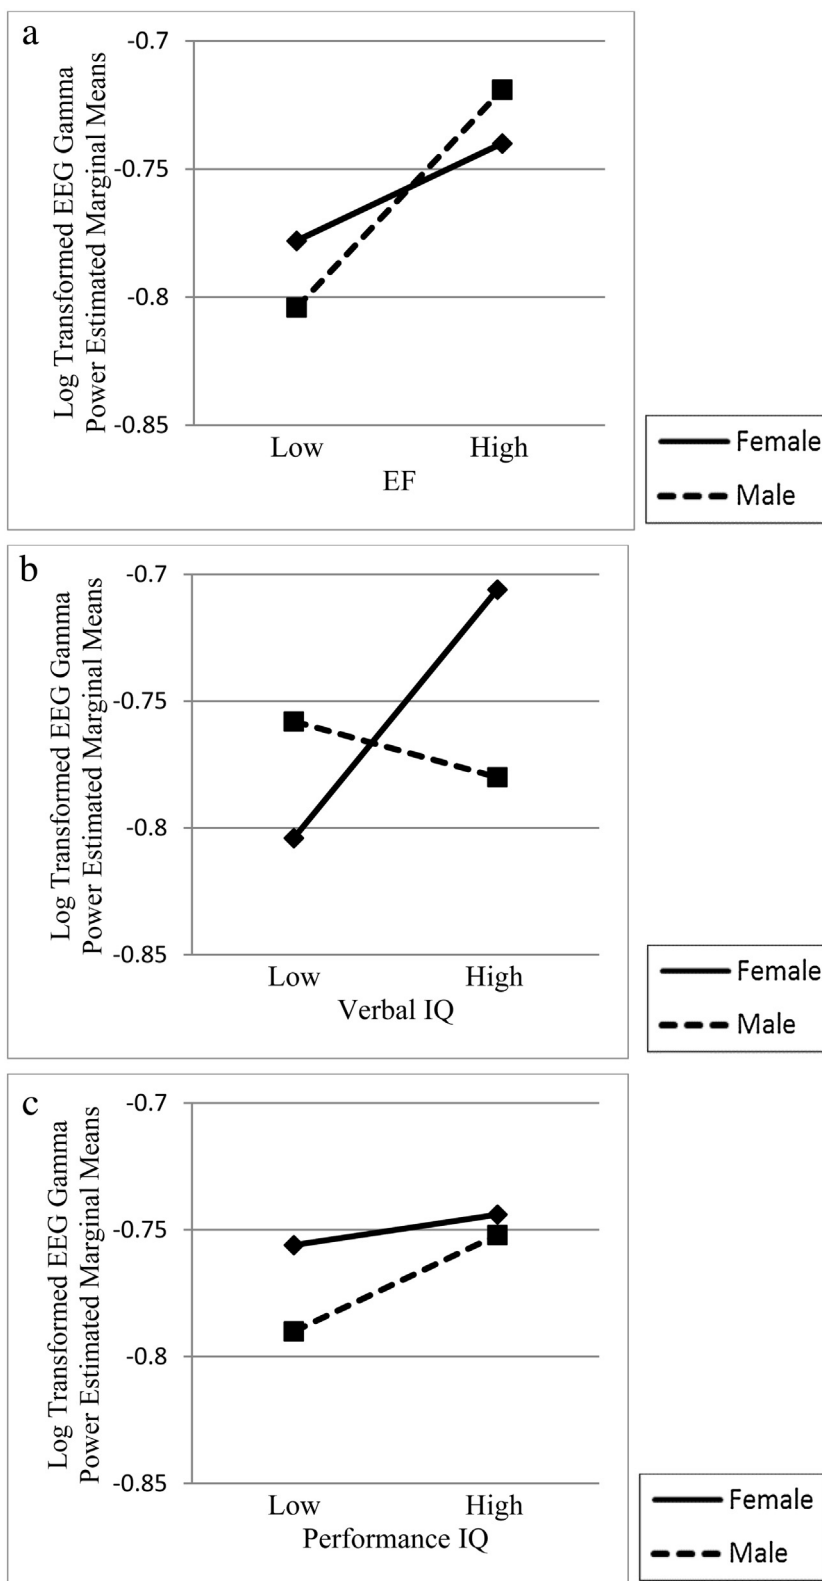 a
Log Transformed EEG Gamma
Power Estimated Marginal Means
-0.7
-0.75
-0.8
-0.85
Low
High
EF
Female
Male
b
Log Transformed EEG Gamma
Power Estimated Marginal Means
-0.7
-0.75
-0.8
-0.85
Low
High
Verbal IQ
Female
Male
c
Log Transformed EEG Gamma
Power Estimated Marginal Means
-0.7
-0.75
-0.8
-0.85
Low
High
Performance IQ
Female
Male